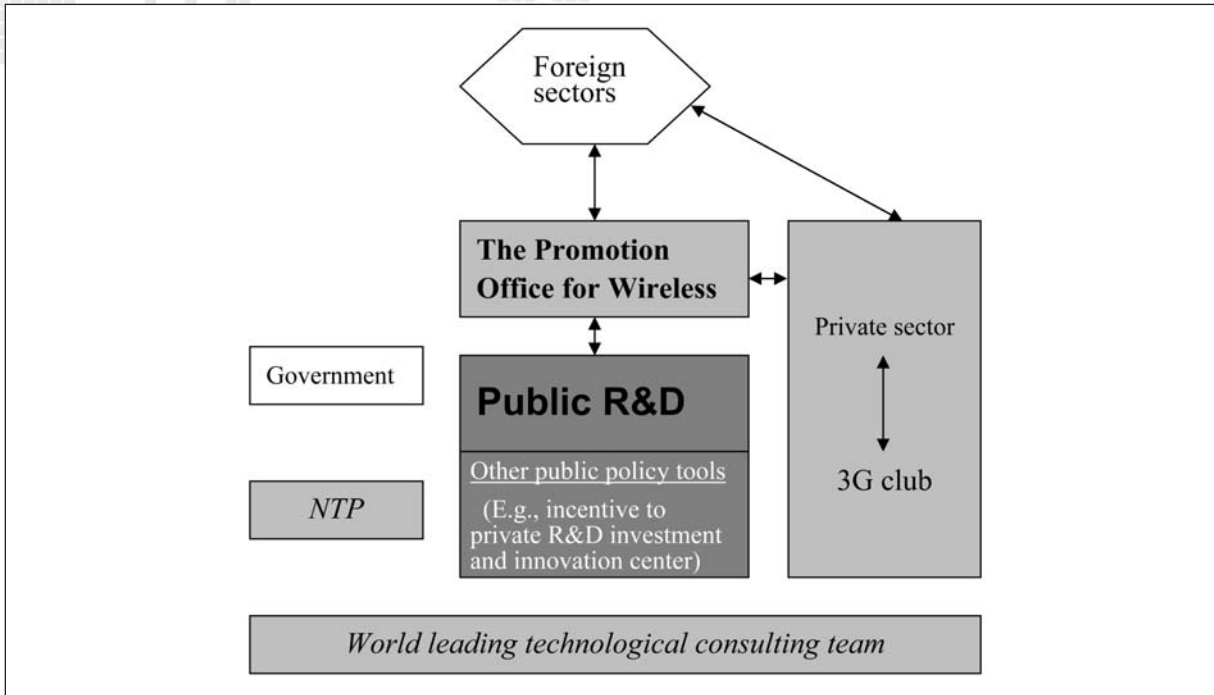 Foreign
sectors
The Promotion
Office for Wireless
Private sector
Government
Public R&D
Other public policy tools
(E.g., incentive to
private R&D investment
and innovation center)
3G club
NTP
World leading technological consulting team